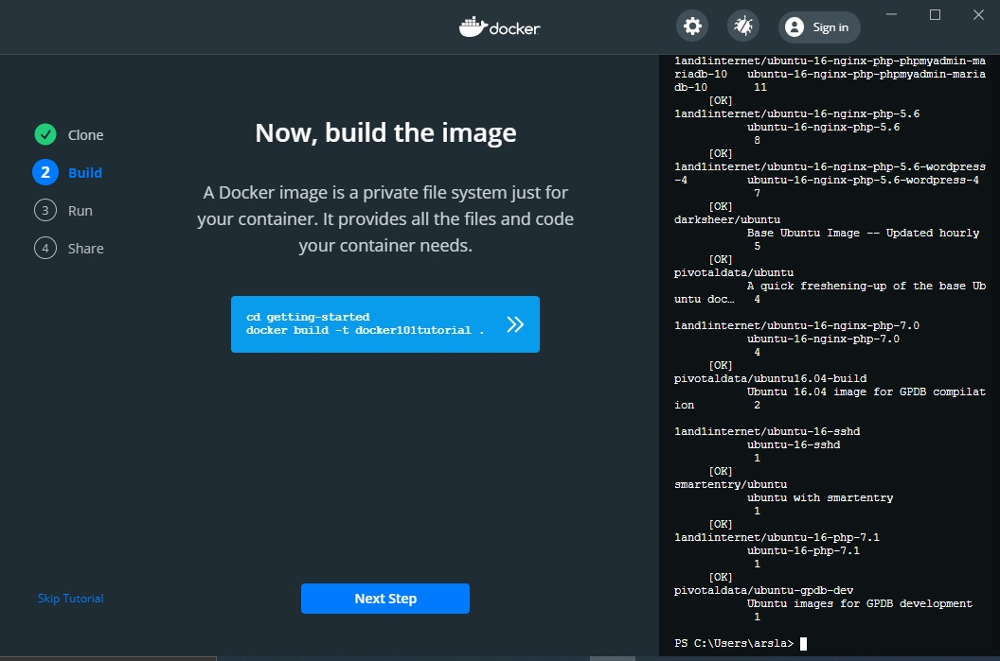 docker
Sign in
Clone
2 Build
3 Run
4 Share
Now, build the image
A Docker image is a private file system just for
your container. It provides all the files and code
your container needs.
cd getting-started
docker build -t docker101tutorial .
Skip Tutorial
Next Step
1and1internet/ubuntu-16-nginx-php-phpmyadmin-ma
riadb-10 ubuntu-16-nginx-php-phpmyadmin-maria
db-10 11
[OK]
1and1internet/ubuntu-16-nginx-php-5.6
ubuntu-16-nginx-php-5.6
8
[OK]
1and1internet/ubuntu-16-nginx-php-5.6-wordpress
-4 ubuntu-16-nginx-php-5.6-wordpress-4
7
[OK]
darksheer/ubuntu
Base Ubuntu Image -- Updated hourly
5
[OK]
pivotaldata/ubuntu
A quick freshening-up of the base Ub
untu doc… 4
1and1internet/ubuntu-16-nginx-php-7.0
ubuntu-16-nginx-php-7.0
4
[OK]
pivotaldata/ubuntu16.04-build
Ubuntu 16.04 image for GPDB compilat
ion 2
1and1internet/ubuntu-16-sshd
ubuntu-16-sshd
1
[OK]
smartentry/ubuntu
ubuntu with smartentry
1
[OK]
1and1internet/ubuntu-16-php-7.1
ubuntu-16-php-7.1
1
[OK]
pivotaldata/ubuntu-gpdb-dev
Ubuntu images for GPDB development
1
PS C:\Users\arsla>